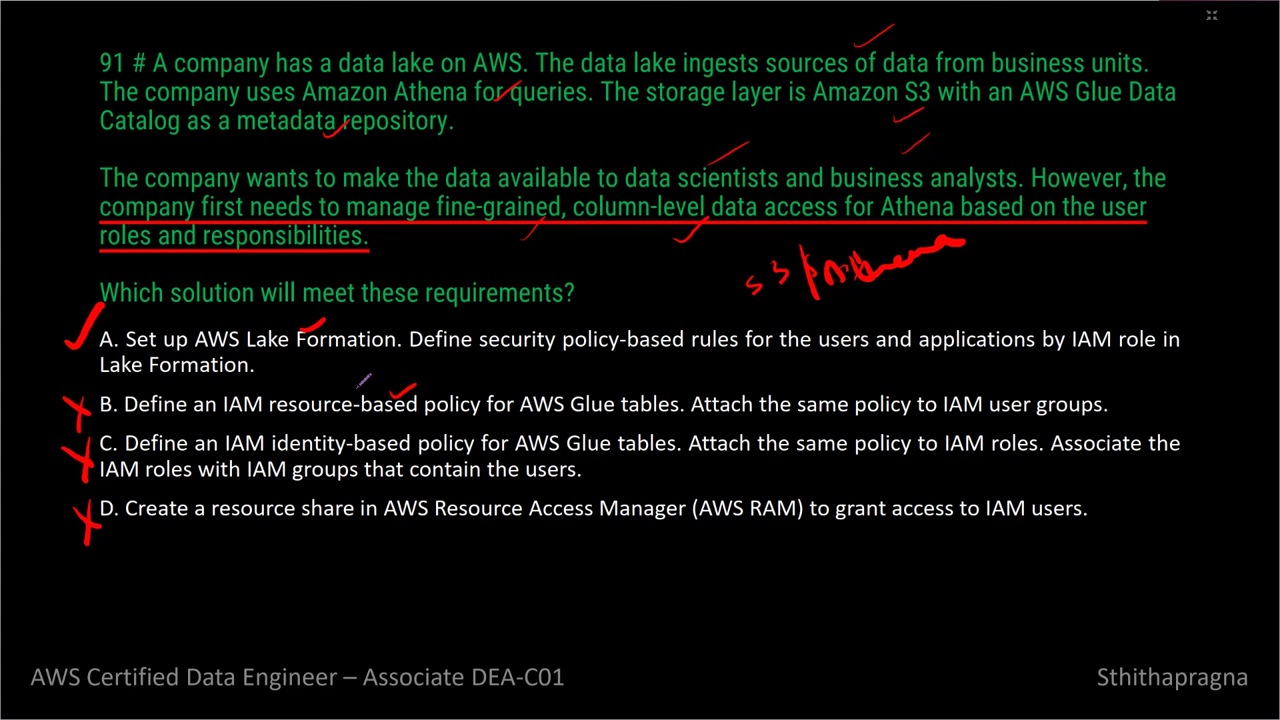 91 # A company has a data lake on AWS. The data lake ingests sources of data from business units.
The company uses Amazon Athena for queries. The storage layer is Amazon S3 with an AWS Glue Data
Catalog as a metadata repository.
The company wants to make the data available to data scientists and business analysts. However, the
company first needs to manage fine-grained, column-level data access for Athena based on the user
roles and responsibilities.
s3/Athena
Which solution will meet these requirements?
A. Set up AWS Lake Formation. Define security policy-based rules for the users and applications by IAM role in
Lake Formation.
B. Define an IAM resource-based policy for AWS Glue tables. Attach the same policy to IAM user groups.
C. Define an IAM identity-based policy for AWS Glue tables. Attach the same policy to IAM roles. Associate the
IAM roles with IAM groups that contain the users.
D. Create a resource share in AWS Resource Access Manager (AWS RAM) to grant access to IAM users.
AWS Certified Data Engineer – Associate DEA-C01
Sthithapragna